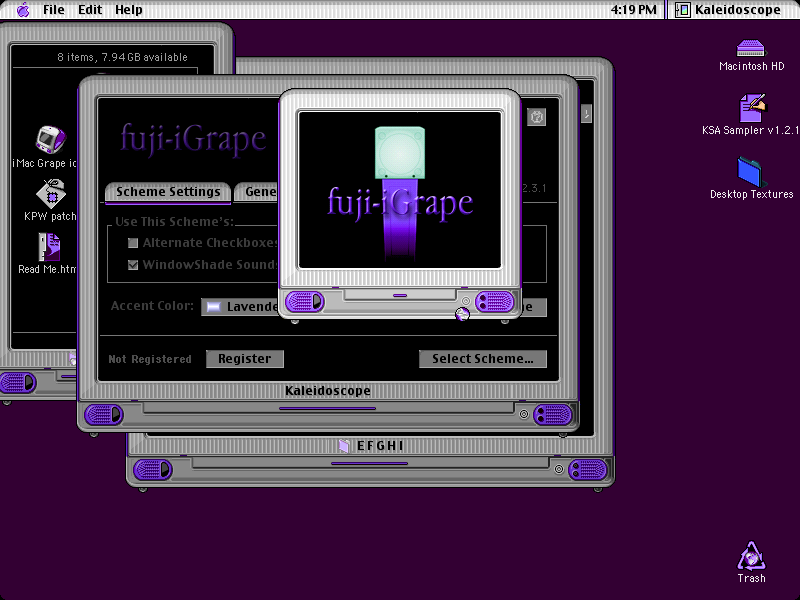 File Edit Help
4:19 PM
Kaleidoscope
8 items, 7.94 GB available
iMac Grape ic
KPW patch
Read Me.htm
fuji-iGrape
Scheme Settings
Gene
2.3.1
Use This Scheme's:
Alternate Checkboxes
WindowShade Sounds
Accent Color:
Lavende
Not Registered
Register
Select Scheme...
Kaleidoscope
fuji-iGrape
E F G H I
Macintosh HD
KSA Sampler v1.2.1
Desktop Textures
Trash